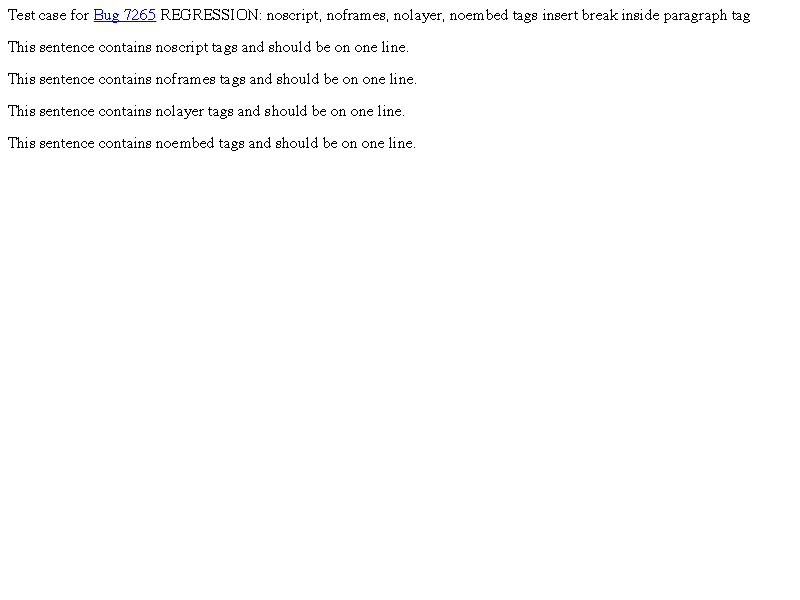 Test case for Bug 7265 REGRESSION: noscript, noframes, nolayer, noembed tags insert break inside paragraph tag
This sentence contains noscript tags and should be on one line.
This sentence contains noframes tags and should be on one line.
This sentence contains nolayer tags and should be on one line.
This sentence contains noembed tags and should be on one line.